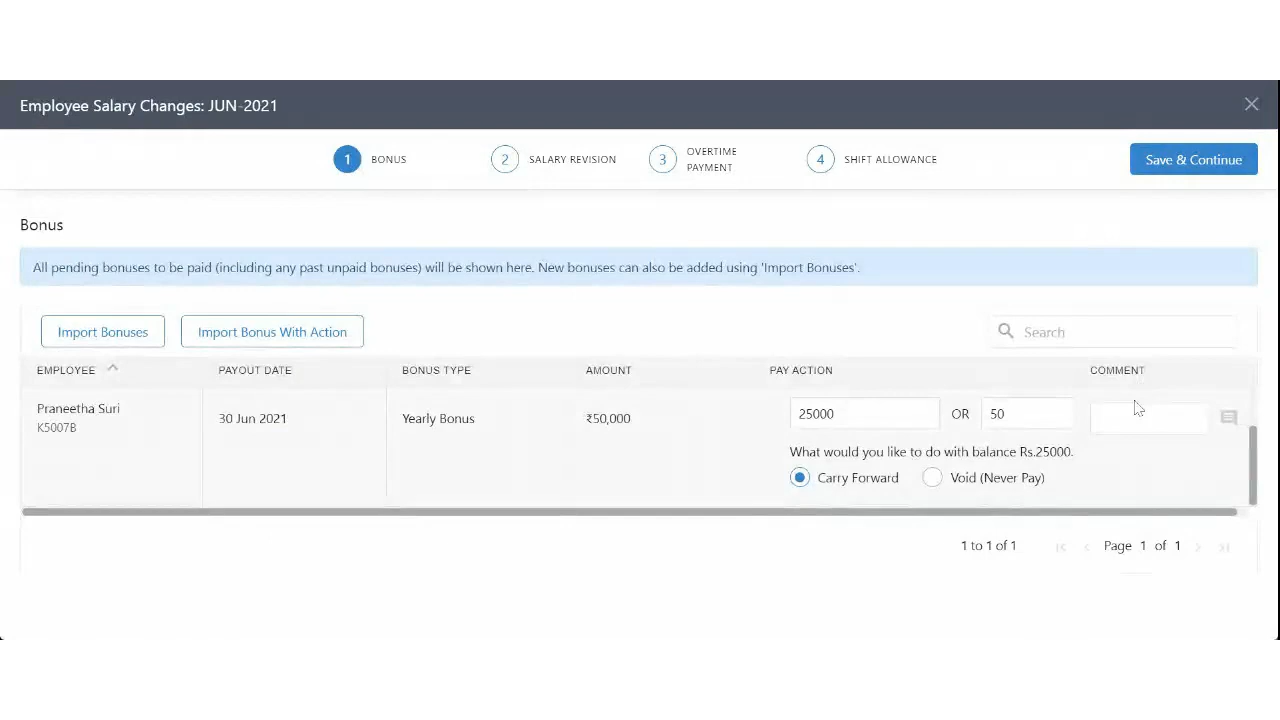 Employee Salary Changes: JUN-2021
1 BONUS
2 SALARY REVISION
3 OVERTIME PAYMENT
4 SHIFT ALLOWANCE
Save & Continue
Bonus
All pending bonuses to be paid (including any past unpaid bonuses) will be shown here. New bonuses can also be added using 'Import Bonuses'.
Import Bonuses Import Bonus With Action Search
EMPLOYEE PAYOUT DATE BONUS TYPE AMOUNT PAY ACTION COMMENT
Praneetha Suri
K5007B
30 Jun 2021 Yearly Bonus ₹50,000 25000 OR 50
What would you like to do with balance Rs.25000.
Carry Forward Void (Never Pay)
1 to 1 of 1 Page 1 of 1